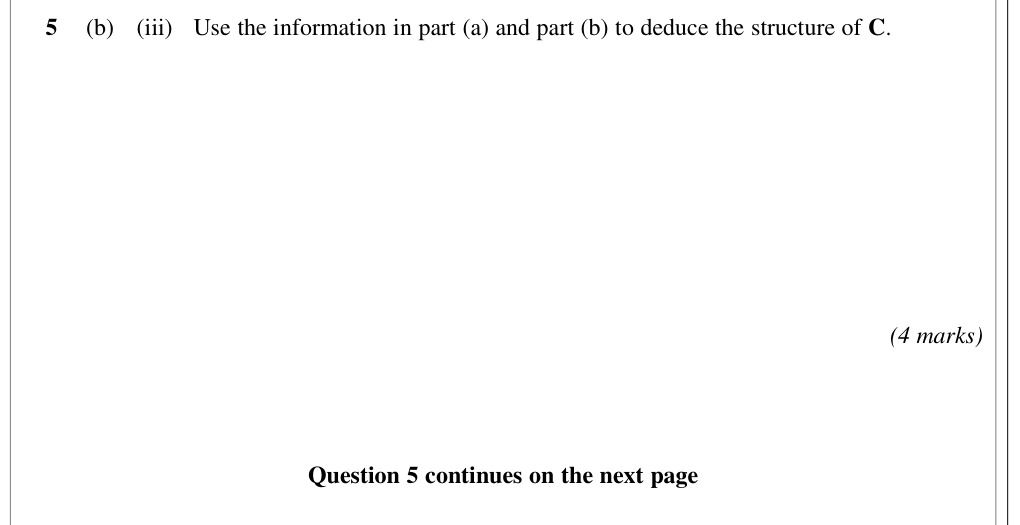 5 (b) (iii) Use the information in part (a) and part (b) to deduce the structure of C.
(4 marks)
Question 5 continues on the next page